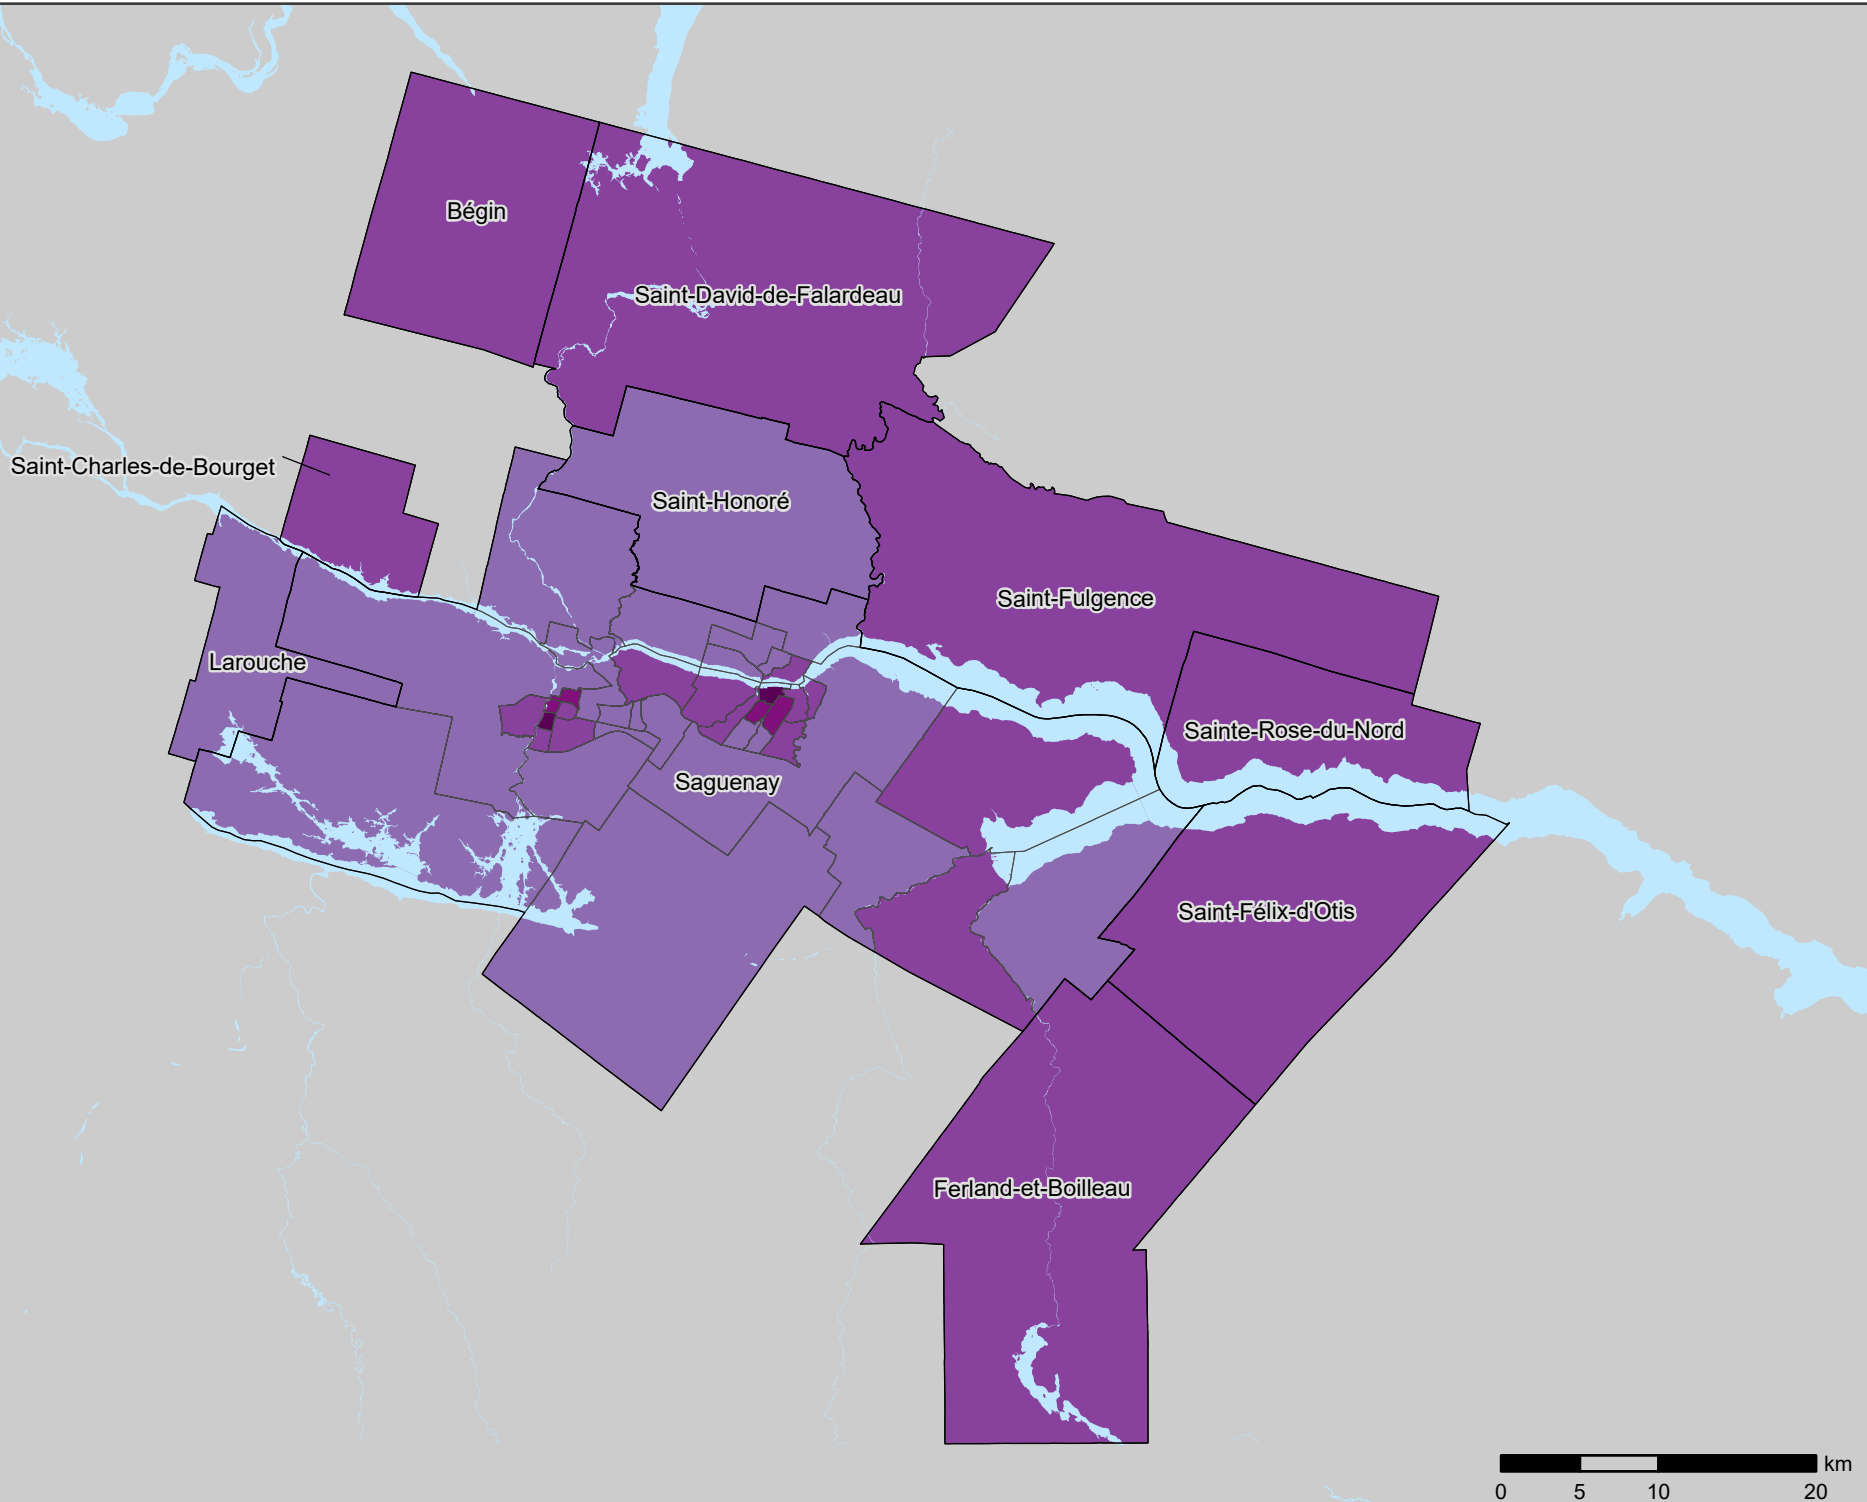 Bégin
Saint-David-de-Falardeau
Saint-Charles-de-Bourget
Saint-Honoré
Saint-Fulgence
Larouche
Sainte-Rose-du-Nord
Saguenay
Saint-Félix-d'Otis
Ferland-et-Boilleau
km
0 5 10 20